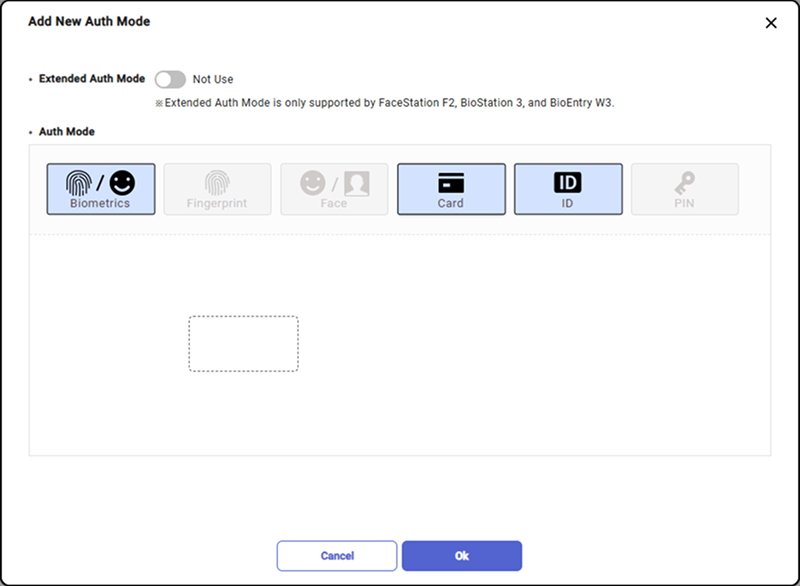 Add New Auth Mode
• Extended Auth Mode Not Use
※Extended Auth Mode is only supported by FaceStation F2, BioStation 3, and BioEntry W3.
• Auth Mode
Biometrics
Fingerprint
Face
Card
ID
ID
PIN
Cancel
Ok